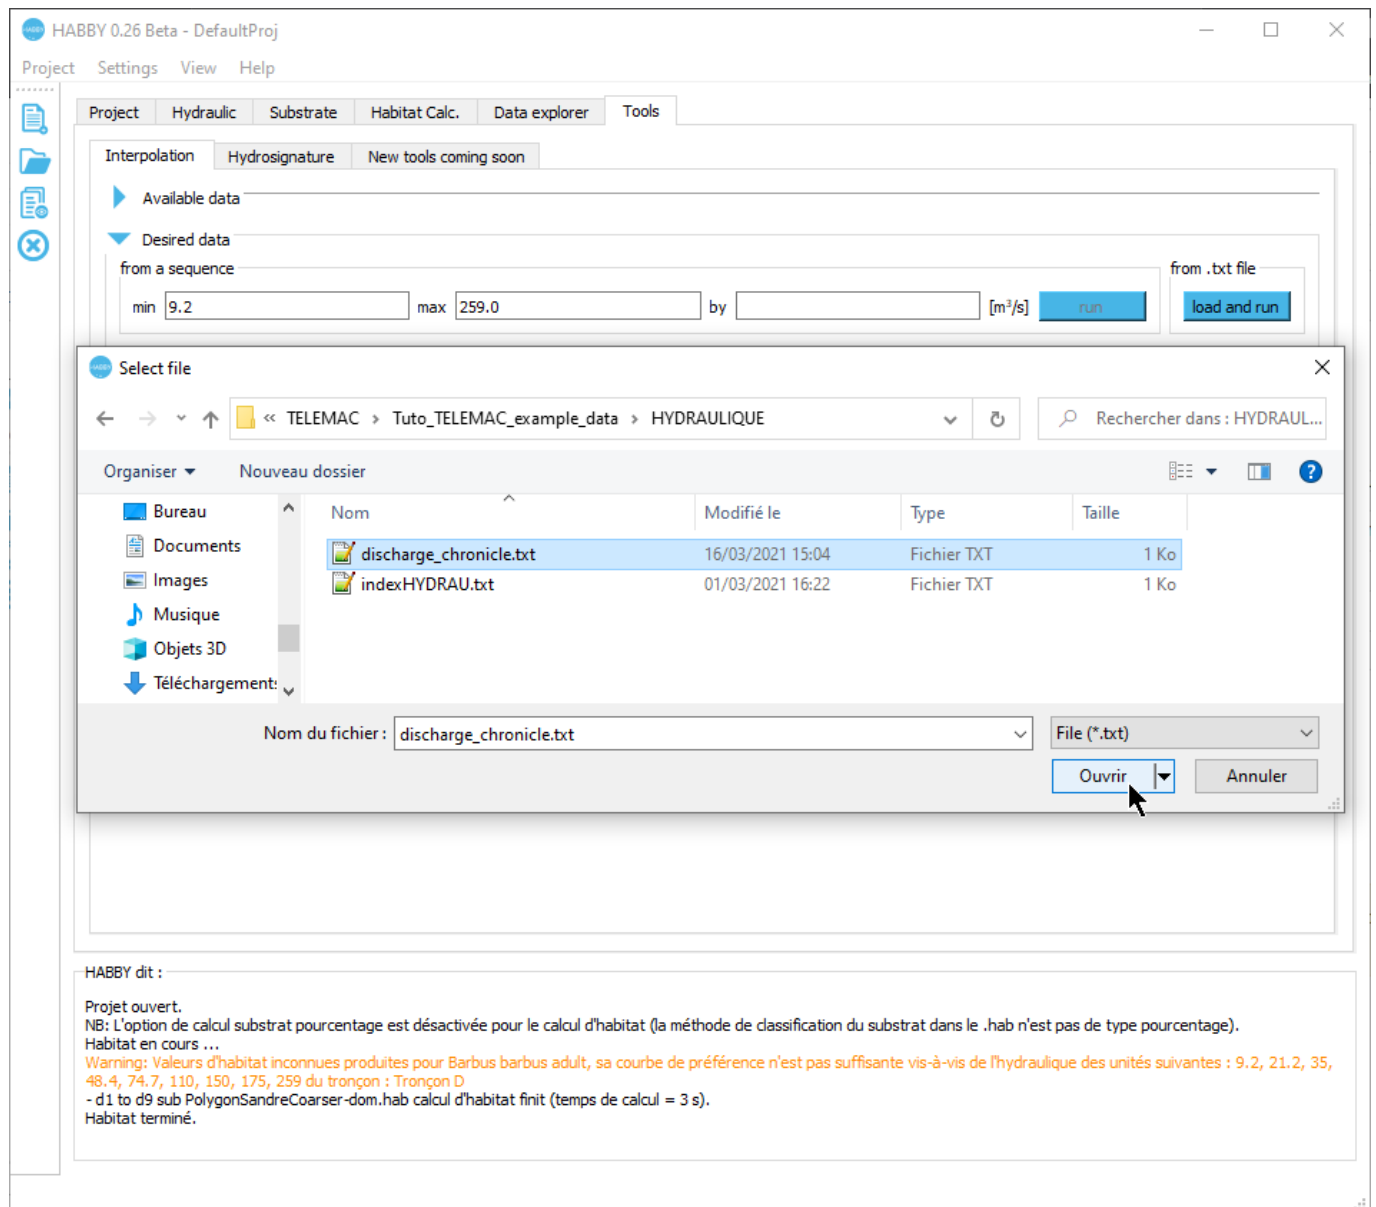 HABBY 0.26 Beta - DefaultProj
Project Settings View Help
Project Hydraulic Substrate Habitat Calc. Data explorer Tools
Interpolation Hydrosignature New tools coming soon
Available data
Desired data
from a sequence from .txt file
min 9.2 max 259.0 by [m³/s] run load and run
Select file
« TELEMAC › Tuto_TELEMAC_example_data › HYDRAULIQUE Rechercher dans : HYDRAUL...
Organiser Nouveau dossier
Bureau
Documents
Images
Musique
Objets 3D
Téléchargement:
Nom Modifié le Type Taille
discharge_chronicle.txt 16/03/2021 15:04 Fichier TXT 1 Ko
indexHYDRAU.txt 01/03/2021 16:22 Fichier TXT 1 Ko
Nom du fichier : discharge_chronicle.txt File (*.txt)
Ouvrir Annuler
HABBY dit :
Projet ouvert.
NB: L'option de calcul substrat pourcentage est désactivée pour le calcul d'habitat (la méthode de classification du substrat dans le .hab n'est pas de type pourcentage).
Habitat en cours ...
Warning: Valeurs d'habitat inconnues produites pour Barbus barbus adult, sa courbe de préférence n'est pas suffisante vis-à-vis de l'hydraulique des unités suivantes : 9.2, 21.2, 35,
48.4, 74.7, 110, 150, 175, 259 du tronçon : Tronçon D
- d1 to d9 sub PolygonSandreCoarser-dom.hab calcul d'habitat finit (temps de calcul = 3 s).
Habitat terminé.